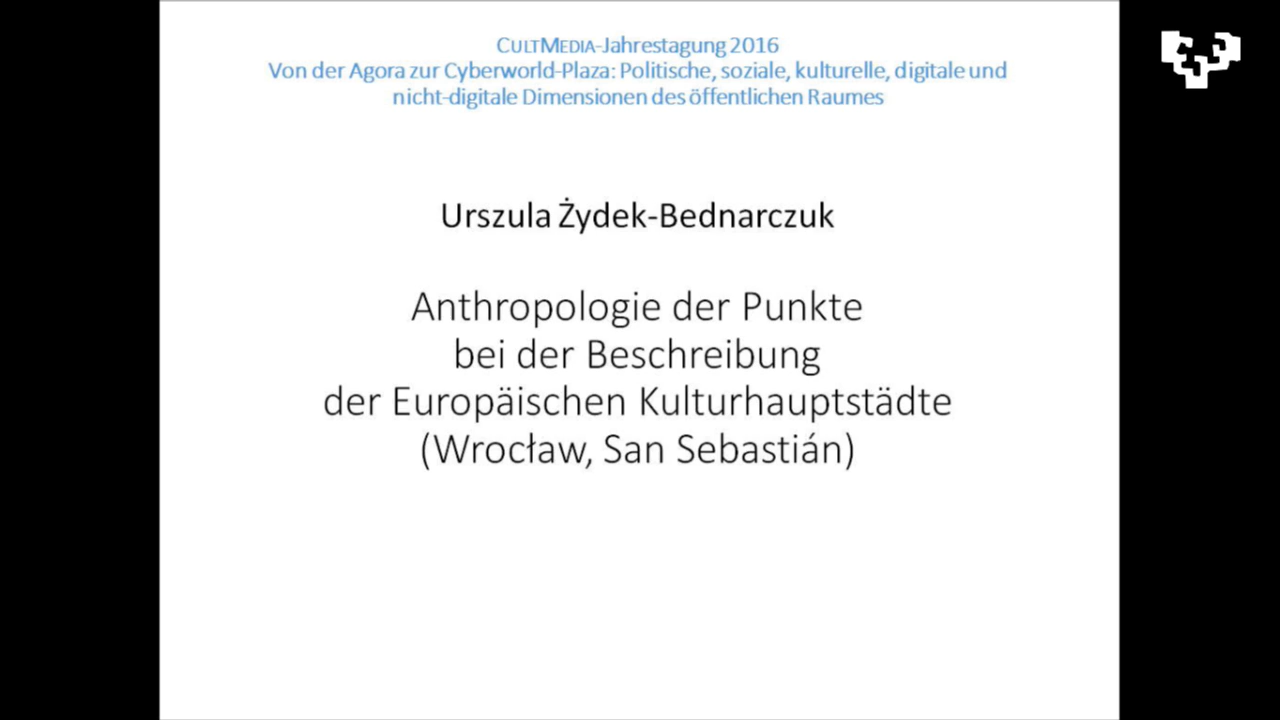 CULTMEDIA-Jahrestagung 2016
Von der Agora zur Cyberworld-Plaza: Politische, soziale, kulturelle, digitale und
nicht-digitale Dimensionen des öffentlichen Raumes
Urszula Żydek-Bednarczuk
Anthropologie der Punkte
bei der Beschreibung
der Europäischen Kulturhauptstädte
(Wrocław, San Sebastián)